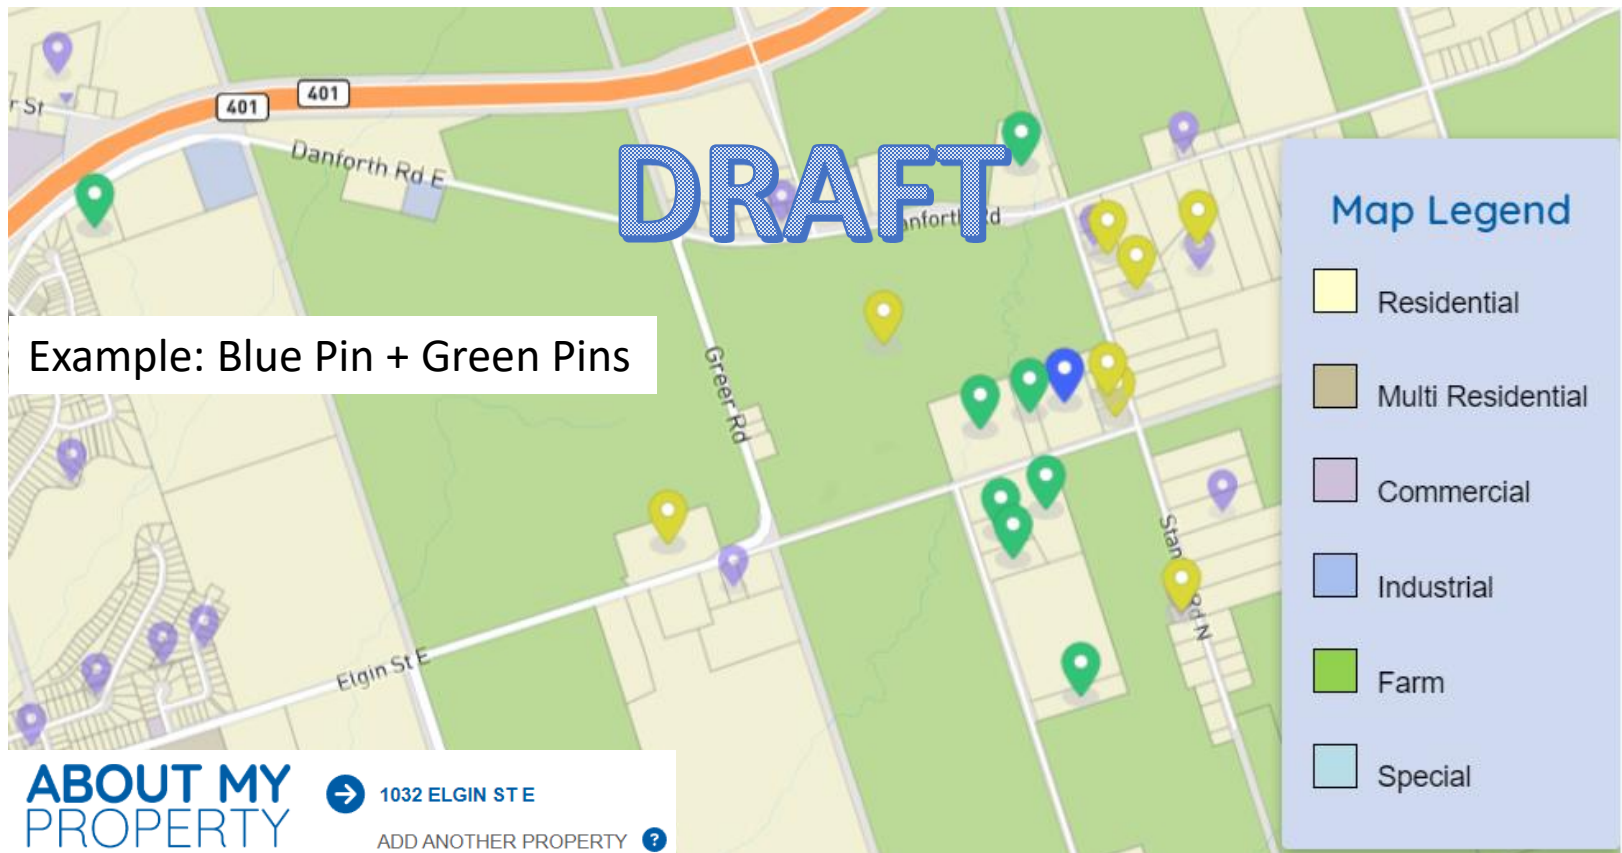 401
401
r St
Danforth Rd E
DRAFT
anforth Rd
Map Legend
Residential
Example: Blue Pin + Green Pins
Greer Rd
Multi Residential
Commercial
Stan Rd N
Industrial
Elgin St E
Farm
Special
ABOUT MY
PROPERTY
1032 ELGIN ST E
ADD ANOTHER PROPERTY ?